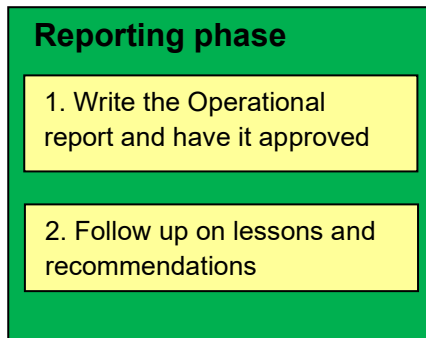 Reporting phase
1. Write the Operational
report and have it approved
2. Follow up on lessons and
recommendations